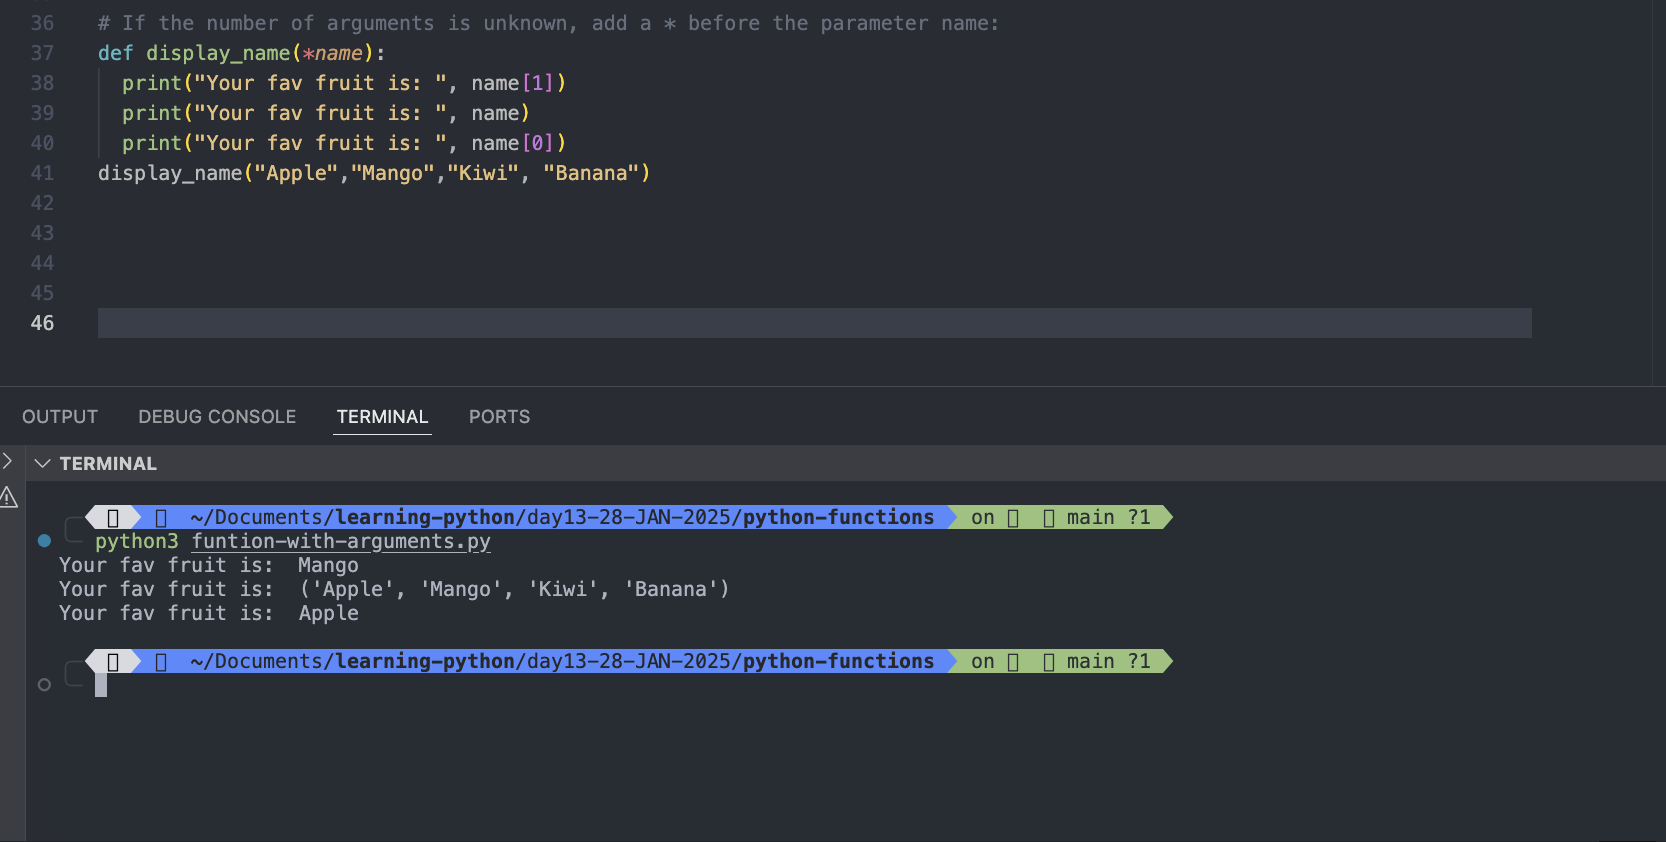 36 # If the number of arguments is unknown, add a * before the parameter name:
37 def display_name(*name):
38 print("Your fav fruit is: ", name[1])
39 print("Your fav fruit is: ", name)
40 print("Your fav fruit is: ", name[0])
41 display_name("Apple","Mango","Kiwi", "Banana")
42
43
44
45
46
OUTPUT DEBUG CONSOLE TERMINAL PORTS
TERMINAL
~/Documents/learning-python/day13-28-JAN-2025/python-functions on main ?1
python3 funtion-with-arguments.py
Your fav fruit is:  Mango
Your fav fruit is:  ('Apple', 'Mango', 'Kiwi', 'Banana')
Your fav fruit is:  Apple
~/Documents/learning-python/day13-28-JAN-2025/python-functions on main ?1